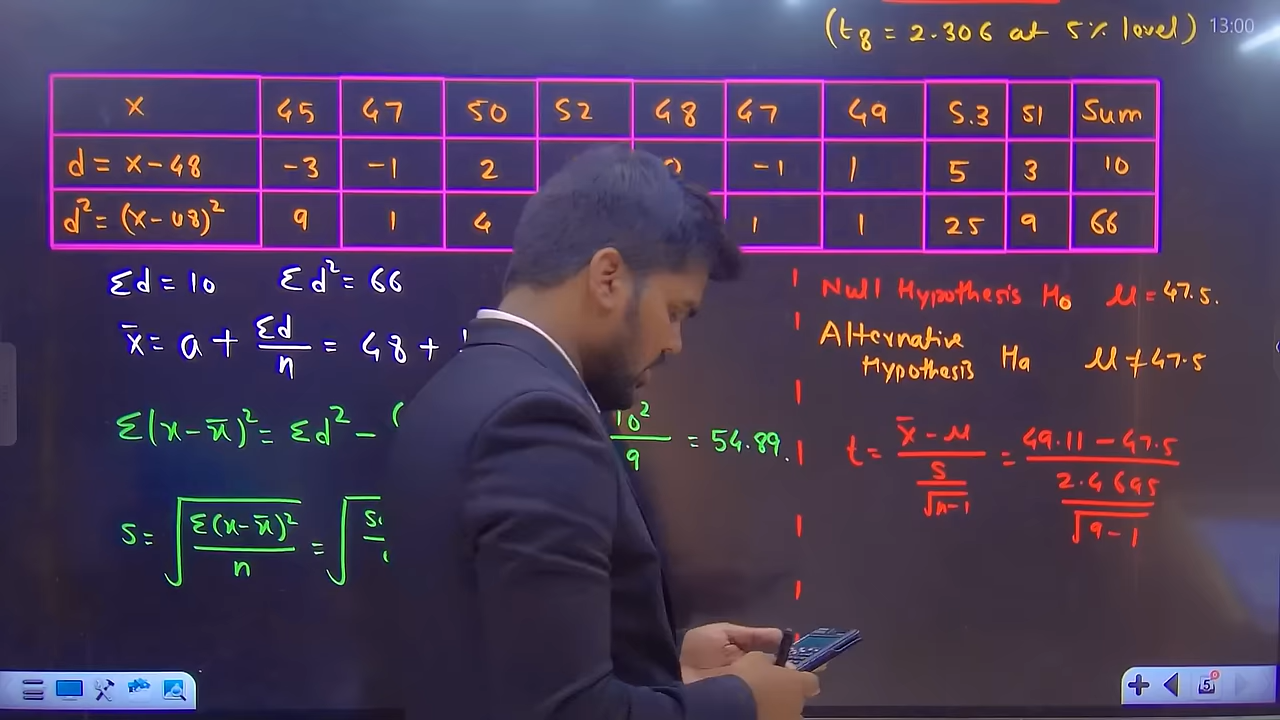 (t8 = 2.306 at 5% level) 13:00
x 45 47 50 52 48 47 49 5.3 51 Sum
d = x-48 -3 -1 2 -1 1 5 3 10
d² = (x-48)² 9 1 4 1 1 25 9 66
Σd = 10 Σd² = 66
x̄ = a + Σd/n = 48 +
Σ(x-x̄)² = Σd² - ( 10²/9 = 54.89.
S = √(Σ(x-x̄)²/n) = √
Null Hypothesis H₀ μ = 47.5.
Alternative
Hypothesis Ha μ ≠ 47.5
t = (x̄ - μ)/(S/√(n-1)) = (49.11 - 47.5)/(2.4695/√(9-1))
5